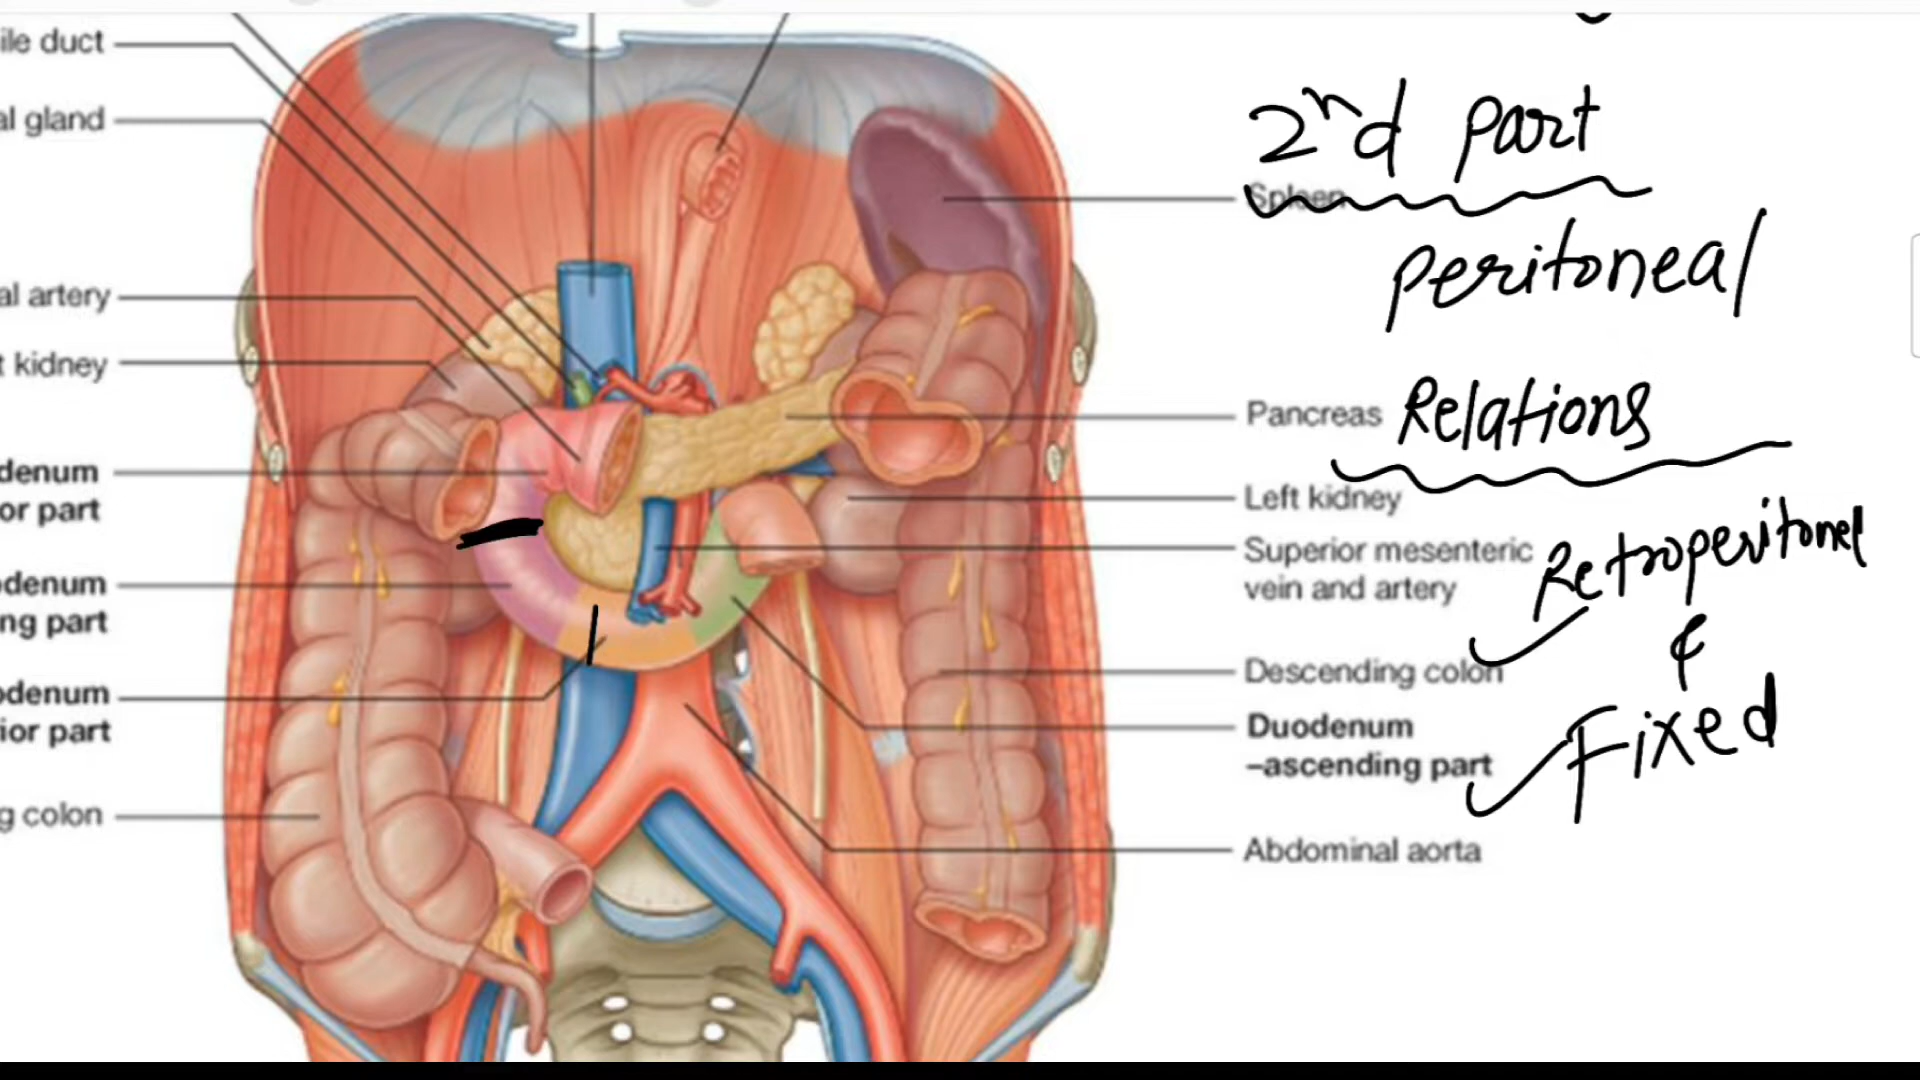 ile duct
al gland
al artery
t kidney
denum
or part
odenum
ng part
odenum
ior part
g colon
Spleen
Pancreas
Left kidney
Superior mesenteric
vein and artery
Descending colon
Duodenum
–ascending part
Abdominal aorta
2nd part
peritoneal
Relations
Retroperitonel
&
Fixed